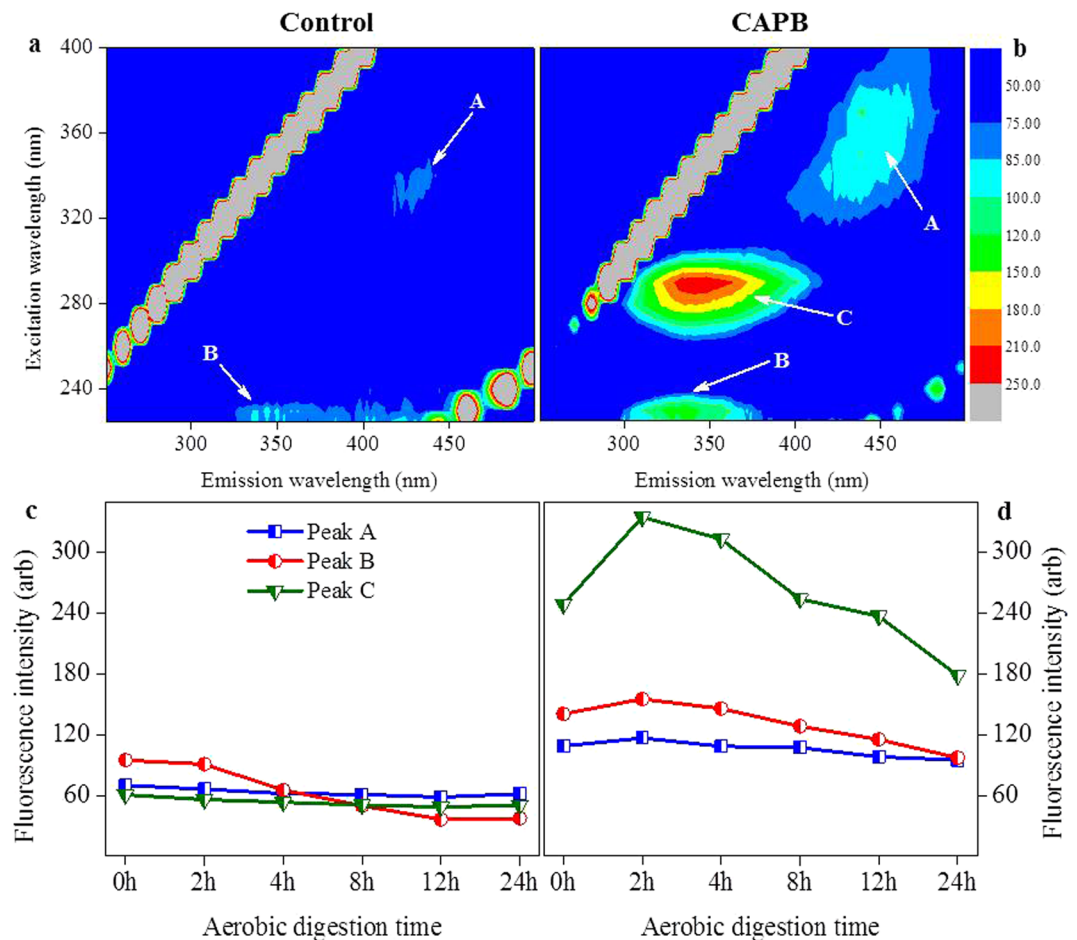 Control
CAPB
a
b
400
360
320
280
240
Excitation wavelength (nm)
A
B
A
C
B
50.00
75.00
85.00
100.0
120.0
150.0
180.0
210.0
250.0
300 350 400 450
300 350 400 450
Emission wavelength (nm)
Emission wavelength (nm)
c
d
Peak A
Peak B
Peak C
300
240
180
120
60
Fluorescence intensity (arb)
300
240
180
120
60
Fluorescence intensity (arb)
0h 2h 4h 8h 12h 24h
0h 2h 4h 8h 12h 24h
Aerobic digestion time
Aerobic digestion time